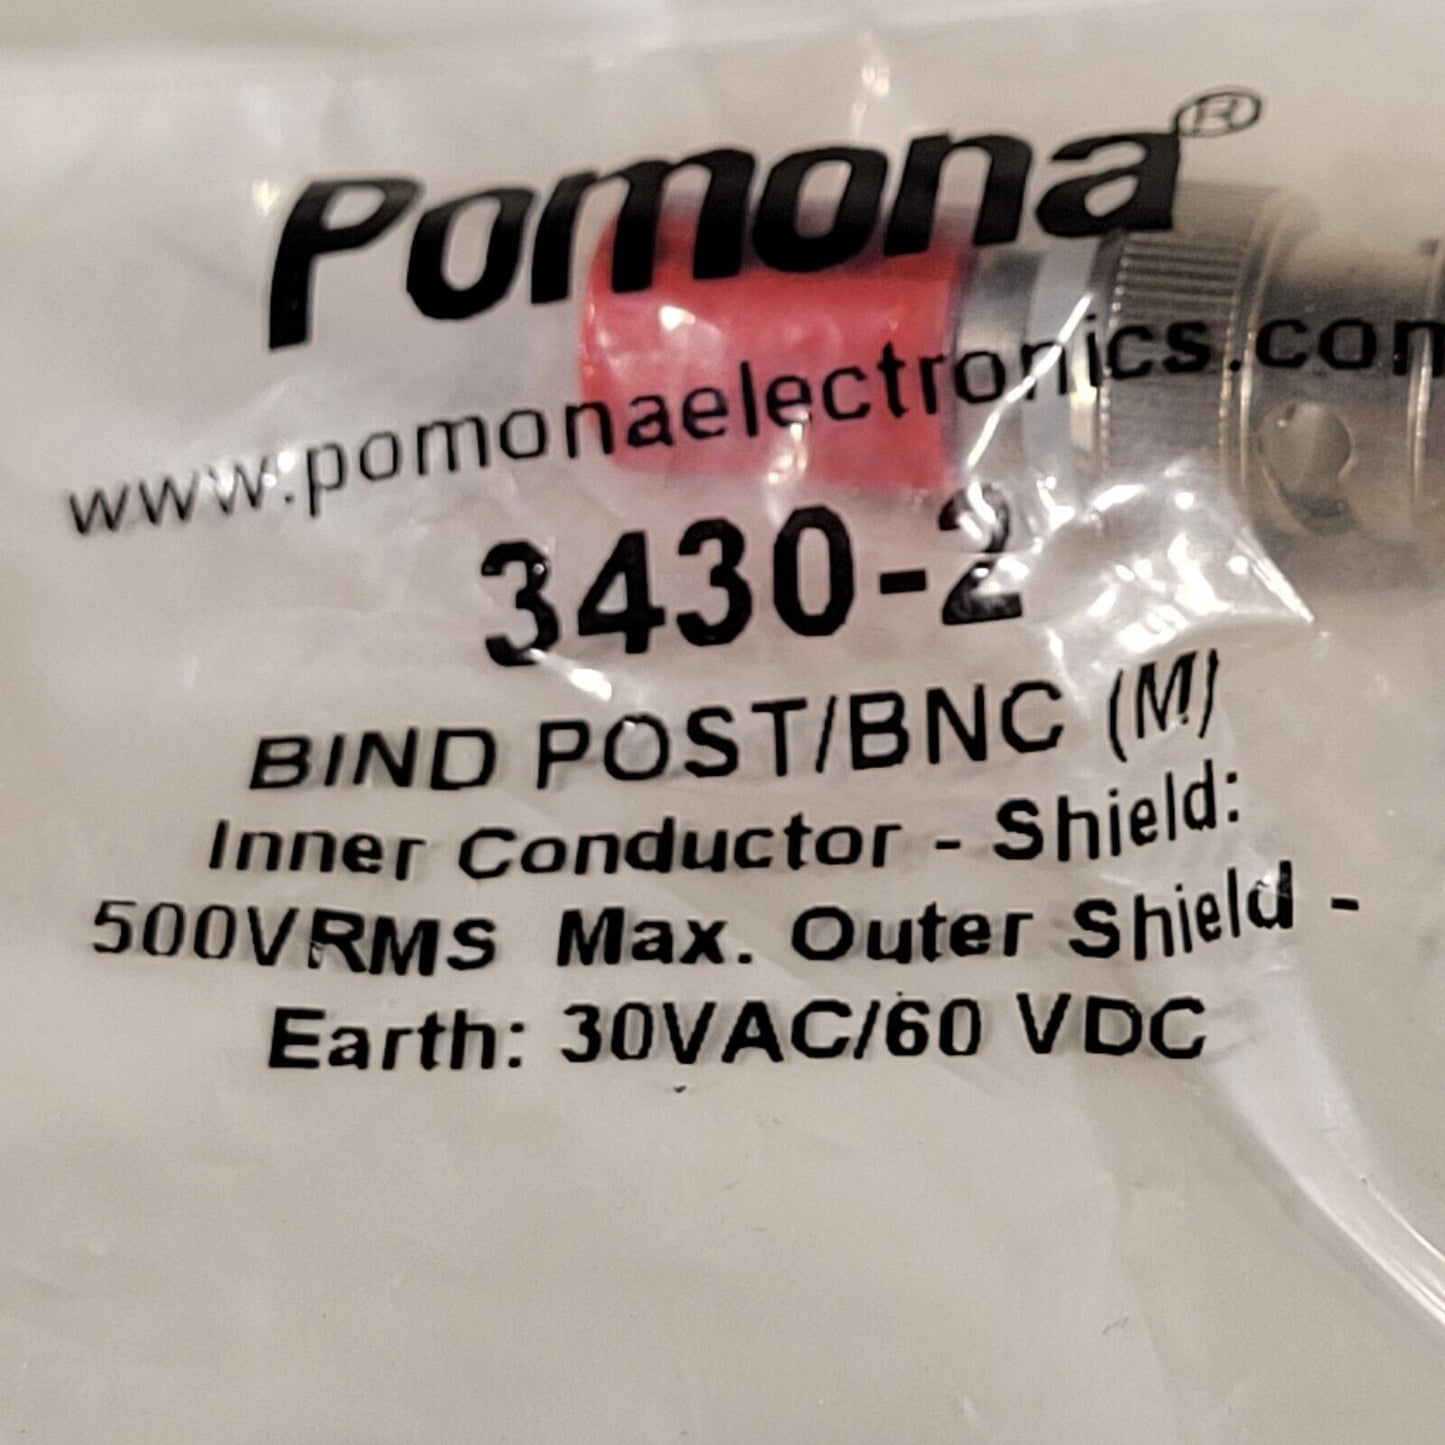 Pomona®
www.pomonaelectronics.com
3430-2
BIND POST/BNC (M)
Inner Conductor - Shield:
500VRMS Max. Outer Shield -
Earth: 30VAC/60 VDC